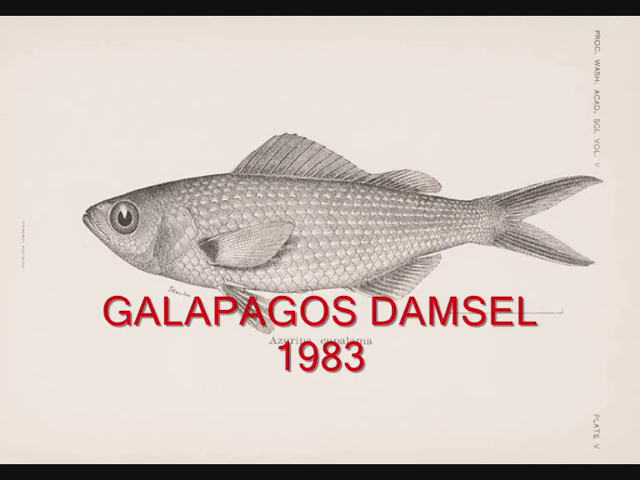 PROC. WASH. ACAD. SCI. VOL. V
GALAPAGOS DAMSEL
Azurina eupalama
1983
PLATE V